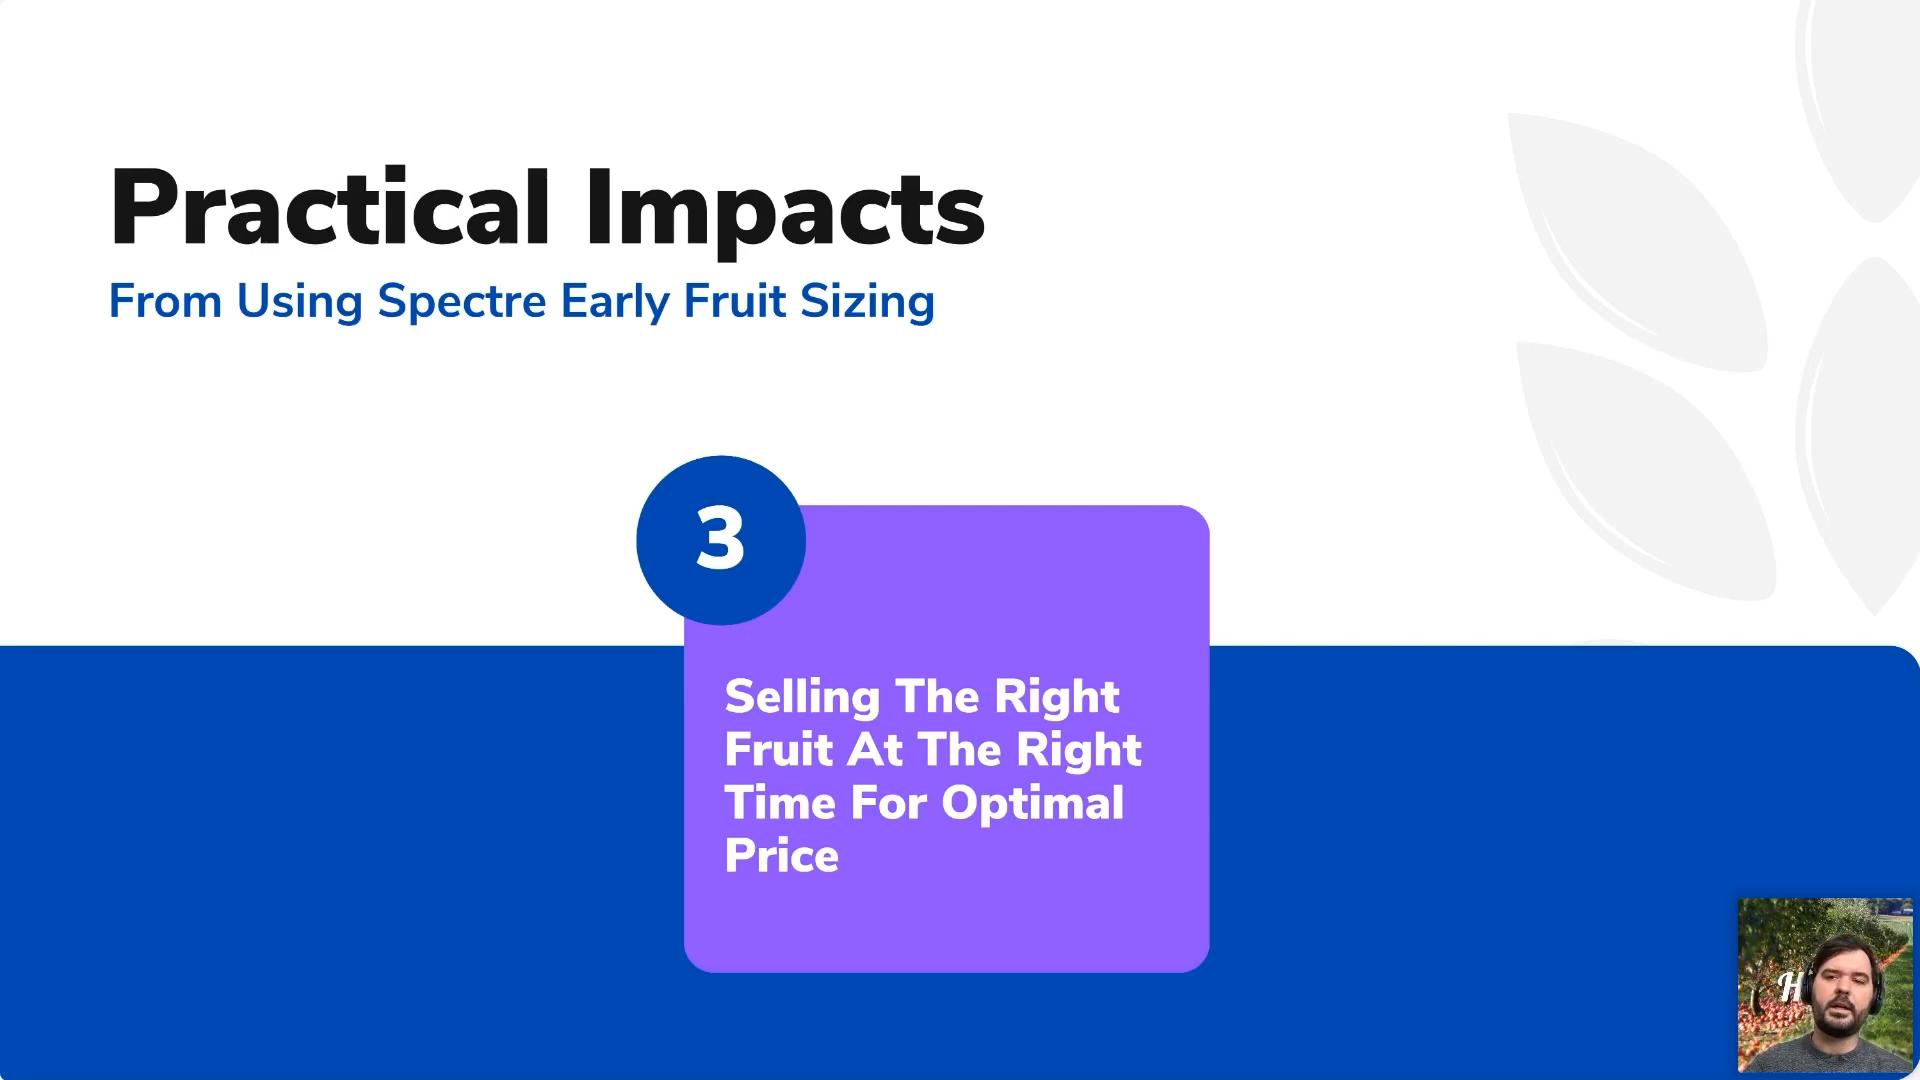 Practical Impacts
From Using Spectre Early Fruit Sizing
3
Selling The Right
Fruit At The Right
Time For Optimal
Price
H